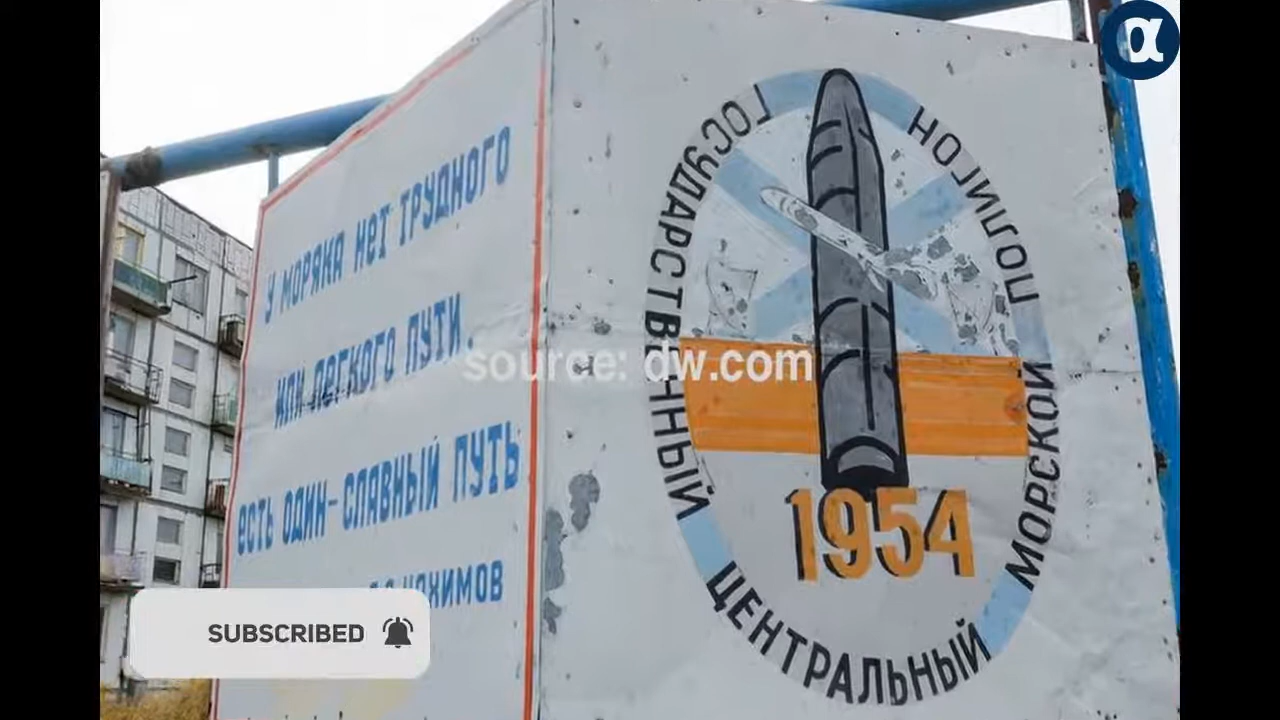 У МОРЯКА НЕТ ТРУДНОГО
ИЛИ ЛЕГКОГО ПУТИ.
ЕСТЬ ОДИН-СЛАВНЫЙ ПУТЬ
НАХИМОВ
ГОСУДАРСТВЕННЫЙ
ЦЕНТРАЛЬНЫЙ
МОРСКОЙ
ПОЛИГОН
1954
source: dw.com
SUBSCRIBED
α